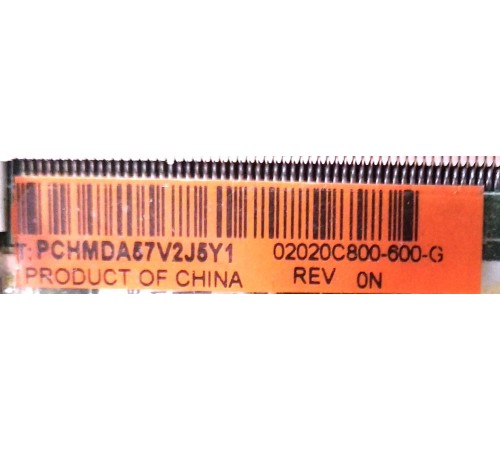 T: PCHMDA57V2J5Y1 02020C800-600-G
PRODUCT OF CHINA REV 0N